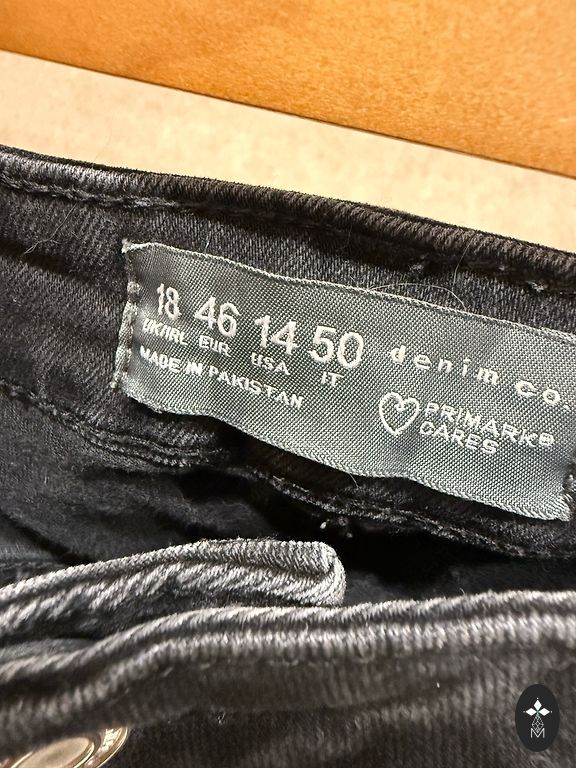 18 46 14 50 denim co.
UK/IRL EUR USA IT
MADE IN PAKISTAN
PRIMARK®
CARES
M